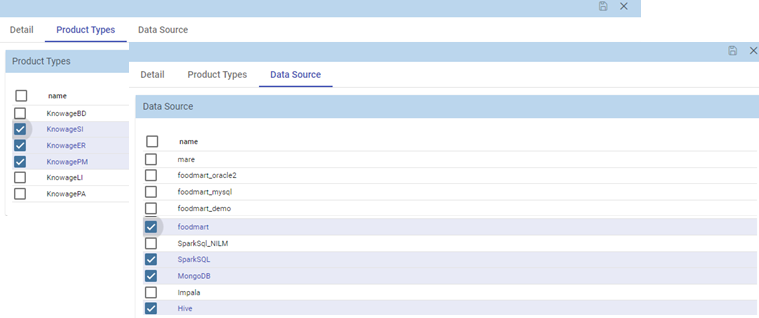 Detail Product Types Data Source
Product Types
name
KnowageBD
KnowageSI
KnowageER
KnowagePM
KnowageLI
KnowagePA
Detail Product Types Data Source
Data Source
name
mare
foodmart_oracle2
foodmart_mysql
foodmart_demo
foodmart
SparkSql_NILM
SparkSQL
MongoDB
Impala
Hive